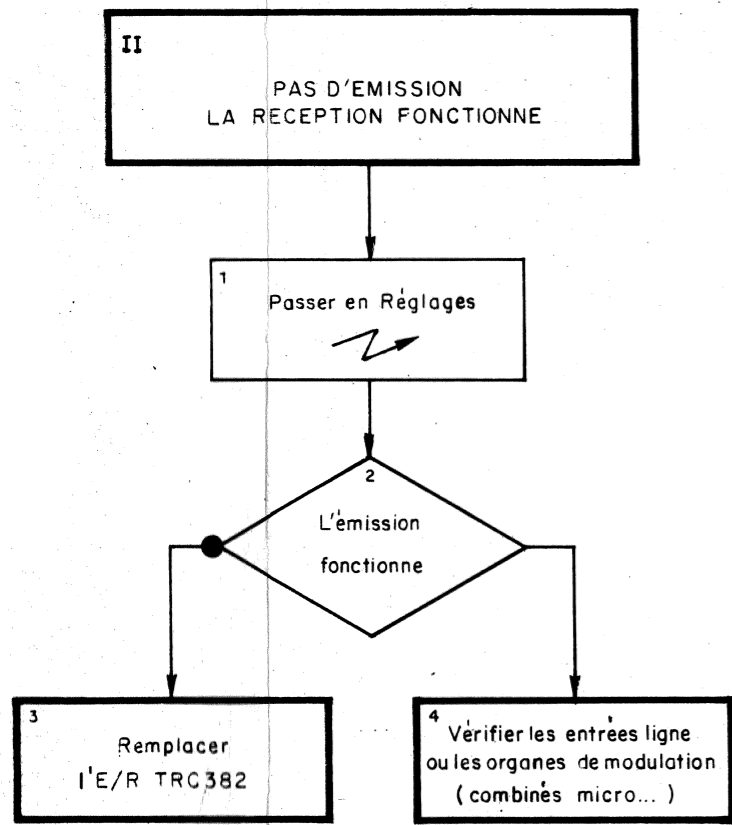 II
PAS D'EMISSION
LA RECEPTION FONCTIONNE
1
Passer en Réglages
2
L'émission
fonctionne
3
Remplacer
l'E/R TRC382
4
Vérifier les entrées ligne
ou les organes de modulation
(combinés micro...)